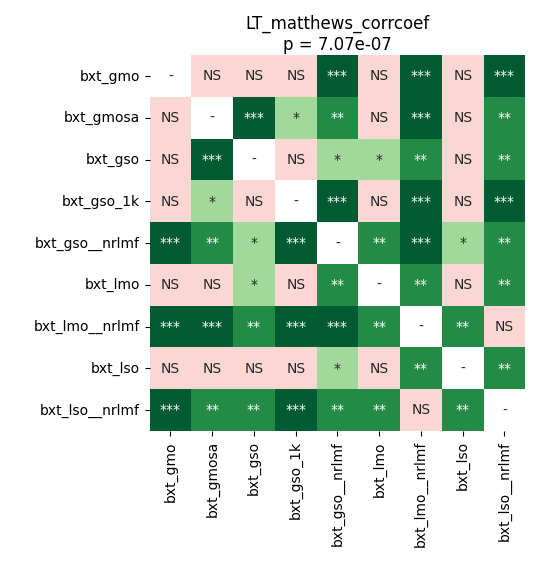 LT_matthews_corrcoef
p = 7.07e-07
bxt_gmo - NS NS NS *** NS *** NS ***
bxt_gmosa NS - *** * ** NS *** NS **
bxt_gso NS *** - NS * * ** NS **
bxt_gso_1k NS * NS - *** NS *** NS ***
bxt_gso__nrlmf *** ** * *** - ** *** * **
bxt_lmo NS NS * NS ** - ** NS **
bxt_lmo__nrlmf *** *** ** *** *** ** - ** NS
bxt_lso NS NS NS NS * NS ** - **
bxt_lso__nrlmf *** ** ** *** ** ** NS ** -
bxt_gmo
bxt_gmosa
bxt_gso
bxt_gso_1k
bxt_gso__nrlmf
bxt_lmo
bxt_lmo__nrlmf
bxt_lso
bxt_lso__nrlmf